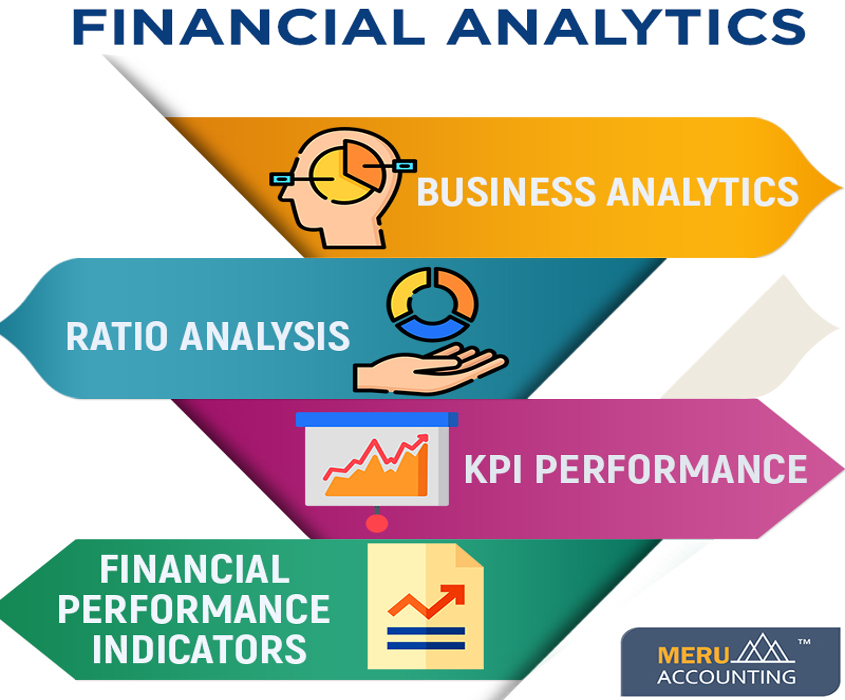 FINANCIAL ANALYTICS
BUSINESS ANALYTICS
RATIO ANALYSIS
KPI PERFORMANCE
FINANCIAL
PERFORMANCE
INDICATORS
MERU ™
ACCOUNTING